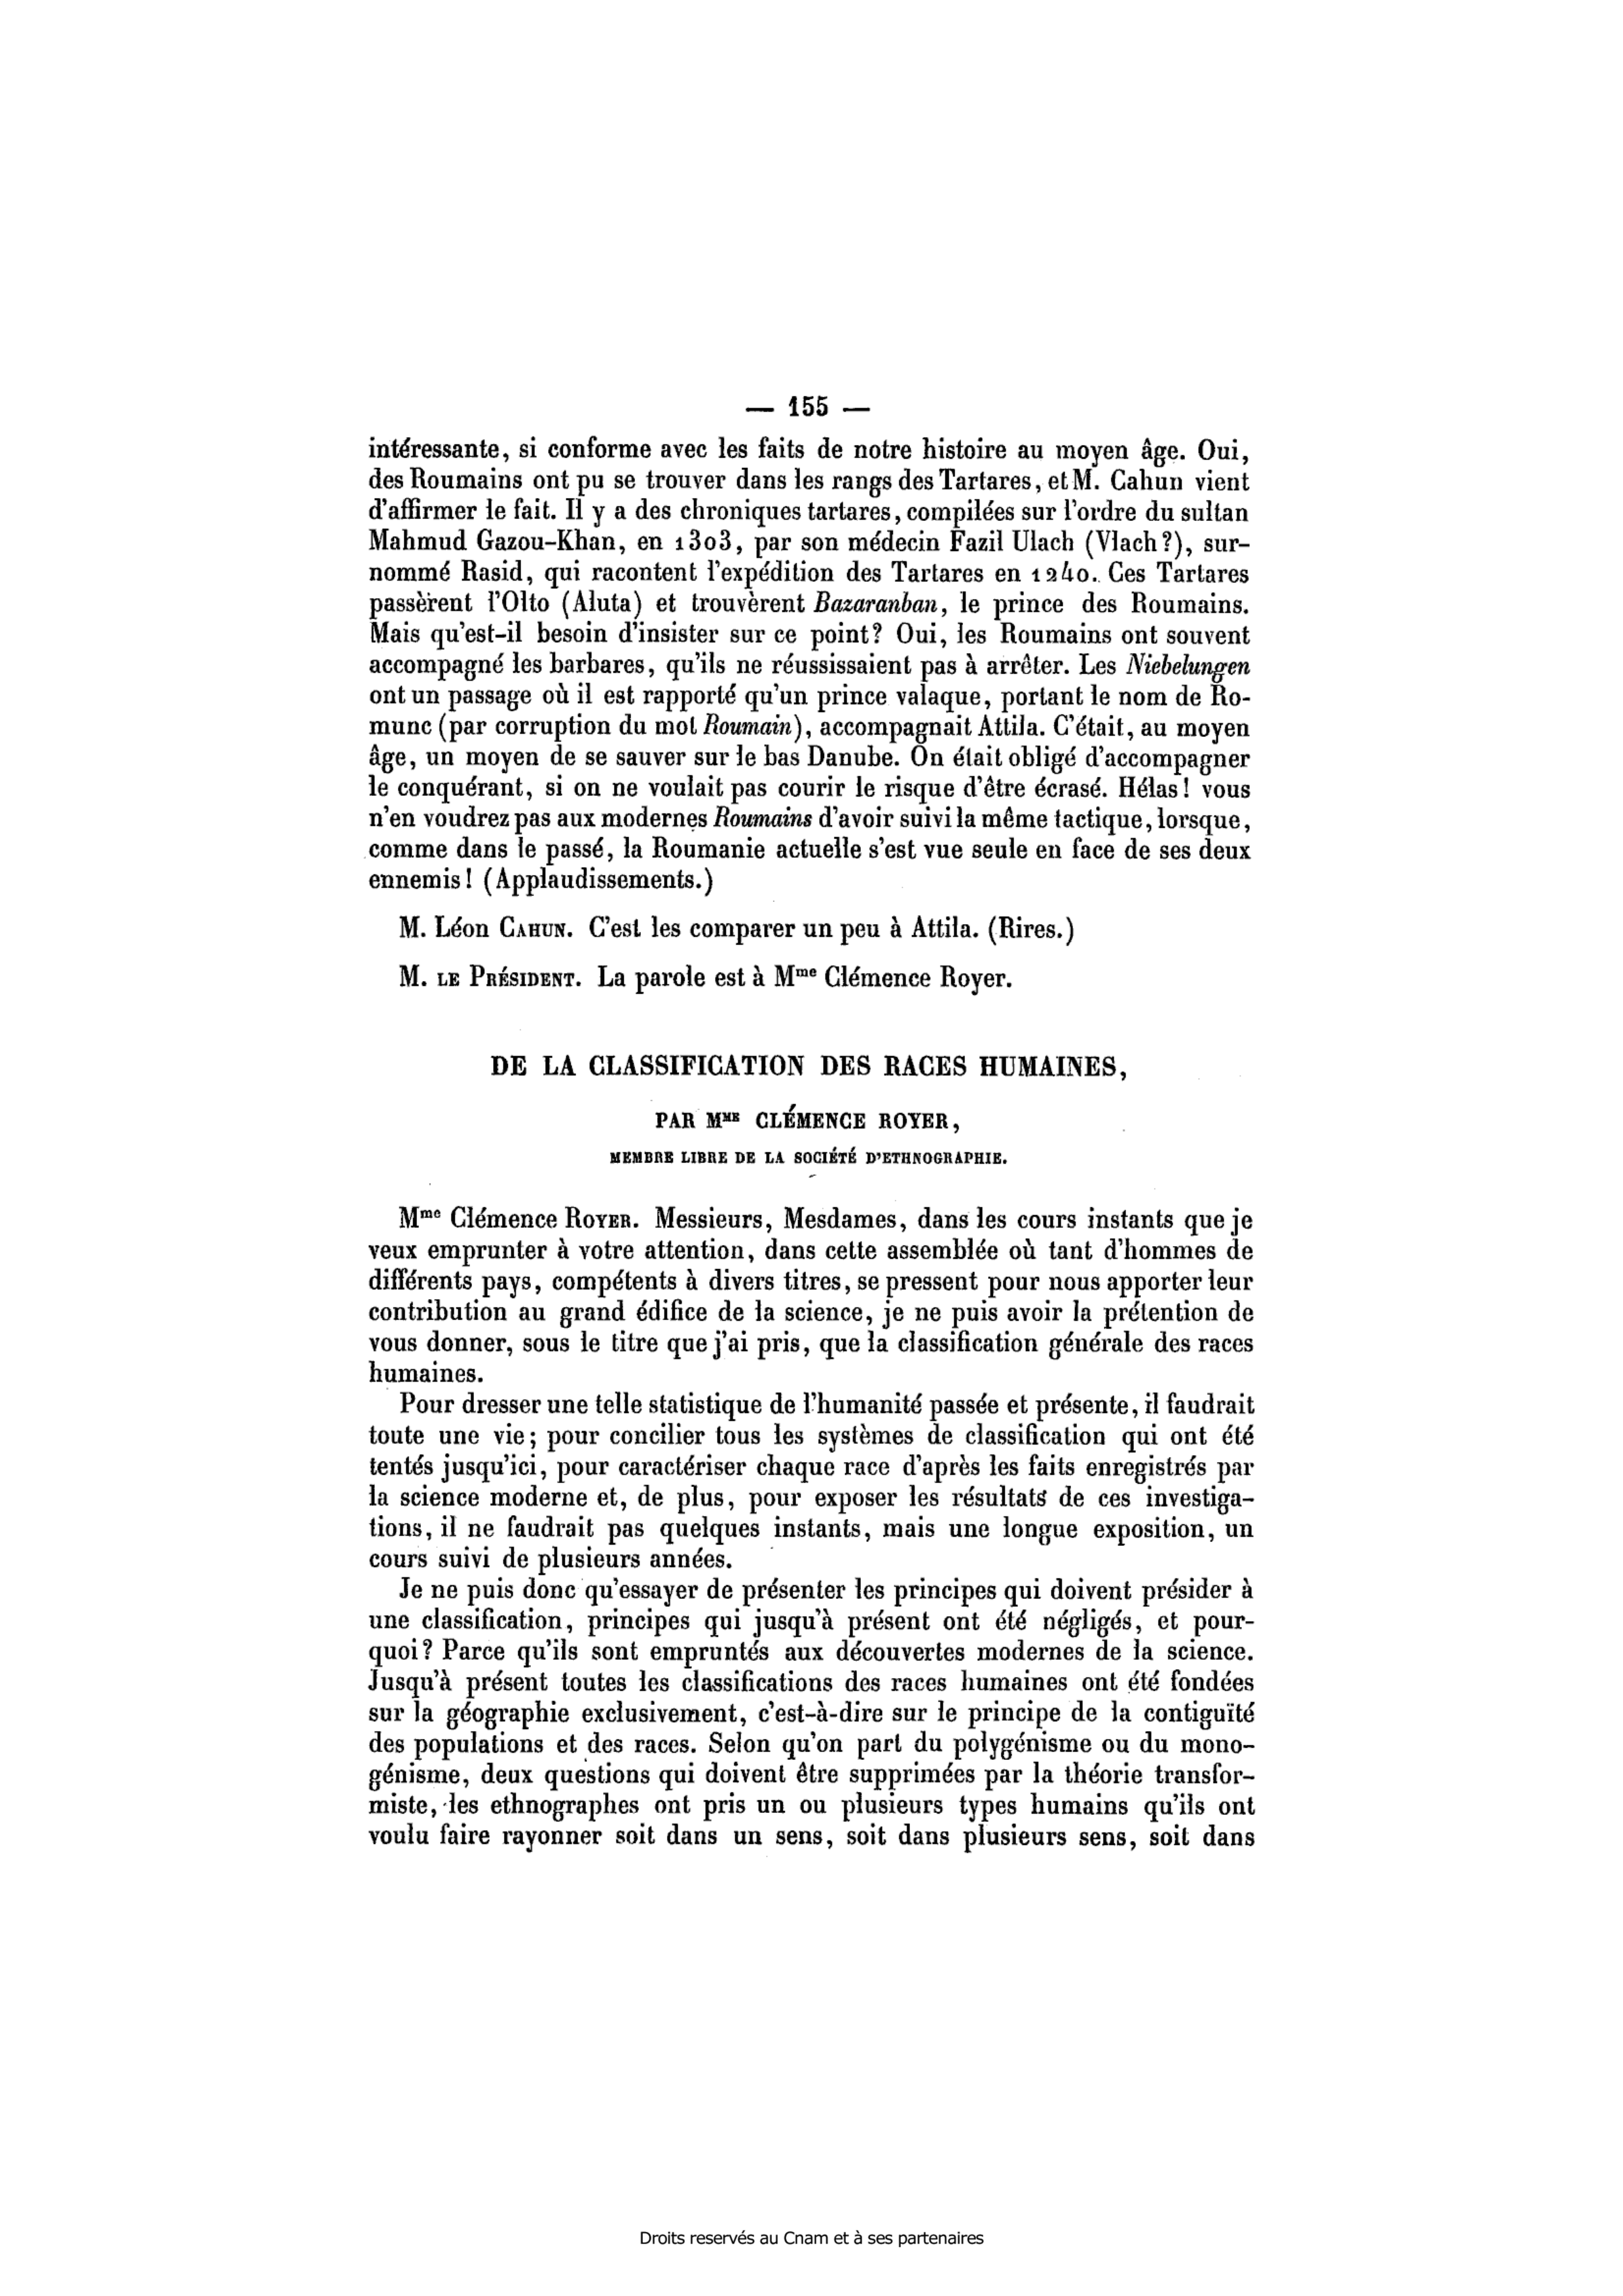 — 155 —
intéressante, si conforme avec les faits de notre histoire au moyen âge. Oui,
des Roumains ont pu se trouver dans les rangs des Tartares, et M. Cahun vient
d'affirmer le fait. Il y a des chroniques tartares, compilées sur l'ordre du sultan
Mahmud Gazou-Khan, en 1303, par son médecin Fazil Ulach (Vlach?), sur-
nommé Rasid, qui racontent l'expédition des Tartares en 1240. Ces Tartares
passèrent l'Olto (Aluta) et trouvèrent Bazaranban, le prince des Roumains.
Mais qu'est-il besoin d'insister sur ce point? Oui, les Roumains ont souvent
accompagné les barbares, qu'ils ne réussissaient pas à arrêter. Les Niebelungen
ont un passage où il est rapporté qu'un prince valaque, portant le nom de Ro-
munc (par corruption du mot Roumain), accompagnait Attila. C'était, au moyen
âge, un moyen de se sauver sur le bas Danube. On était obligé d'accompagner
le conquérant, si on ne voulait pas courir le risque d'être écrasé. Hélas! vous
n'en voudrez pas aux modernes Roumains d'avoir suivi la même tactique, lorsque,
comme dans le passé, la Roumanie actuelle s'est vue seule en face de ses deux
ennemis! (Applaudissements.)
M. Léon CAHUN. C'est les comparer un peu à Attila. (Rires.)
M. LE PRÉSIDENT. La parole est à Mme Clémence Royer.
DE LA CLASSIFICATION DES RACES HUMAINES,
PAR MME CLÉMENCE ROYER,
MEMBRE LIBRE DE LA SOCIÉTÉ D'ETHNOGRAPHIE.
Mme Clémence ROYER. Messieurs, Mesdames, dans les cours instants que je
veux emprunter à votre attention, dans cette assemblée où tant d'hommes de
différents pays, compétents à divers titres, se pressent pour nous apporter leur
contribution au grand édifice de la science, je ne puis avoir la prétention de
vous donner, sous le titre que j'ai pris, que la classification générale des races
humaines.
Pour dresser une telle statistique de l'humanité passée et présente, il faudrait
toute une vie; pour concilier tous les systèmes de classification qui ont été
tentés jusqu'ici, pour caractériser chaque race d'après les faits enregistrés par
la science moderne et, de plus, pour exposer les résultats de ces investiga-
tions, il ne faudrait pas quelques instants, mais une longue exposition, un
cours suivi de plusieurs années.
Je ne puis donc qu'essayer de présenter les principes qui doivent présider à
une classification, principes qui jusqu'à présent ont été négligés, et pour-
quoi? Parce qu'ils sont empruntés aux découvertes modernes de la science.
Jusqu'à présent toutes les classifications des races humaines ont été fondées
sur la géographie exclusivement, c'est-à-dire sur le principe de la contiguïté
des populations et des races. Selon qu'on part du polygénisme ou du mono-
génisme, deux questions qui doivent être supprimées par la théorie transfor-
miste, les ethnographes ont pris un ou plusieurs types humains qu'ils ont
voulu faire rayonner soit dans un sens, soit dans plusieurs sens, soit dans
Droits reservés au Cnam et à ses partenaires